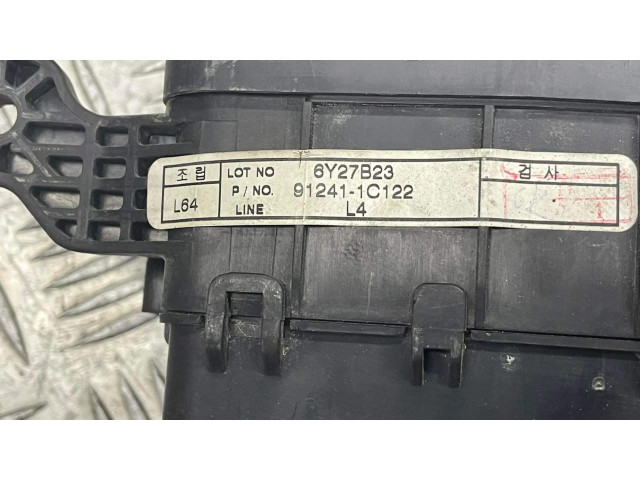 조립 LOT NO 6Y27B23 검사
L64 P/NO. 91241-1C122
LINE L4